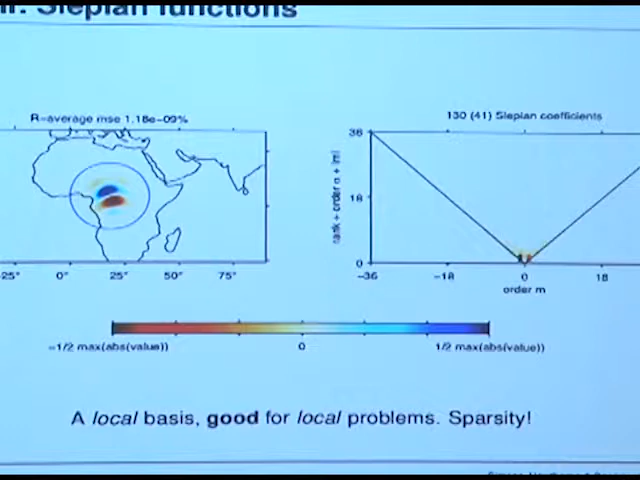 II. Slepian functions
R-average mse 1.18e-09%
130 (41) Slepian coefficients
36
18
0
rank + order α + |m|
-25° 0° 25° 50° 75°
-36 -18 0 18
order m
-1/2 max(abs(value)) 0 1/2 max(abs(value))
A local basis, good for local problems. Sparsity!